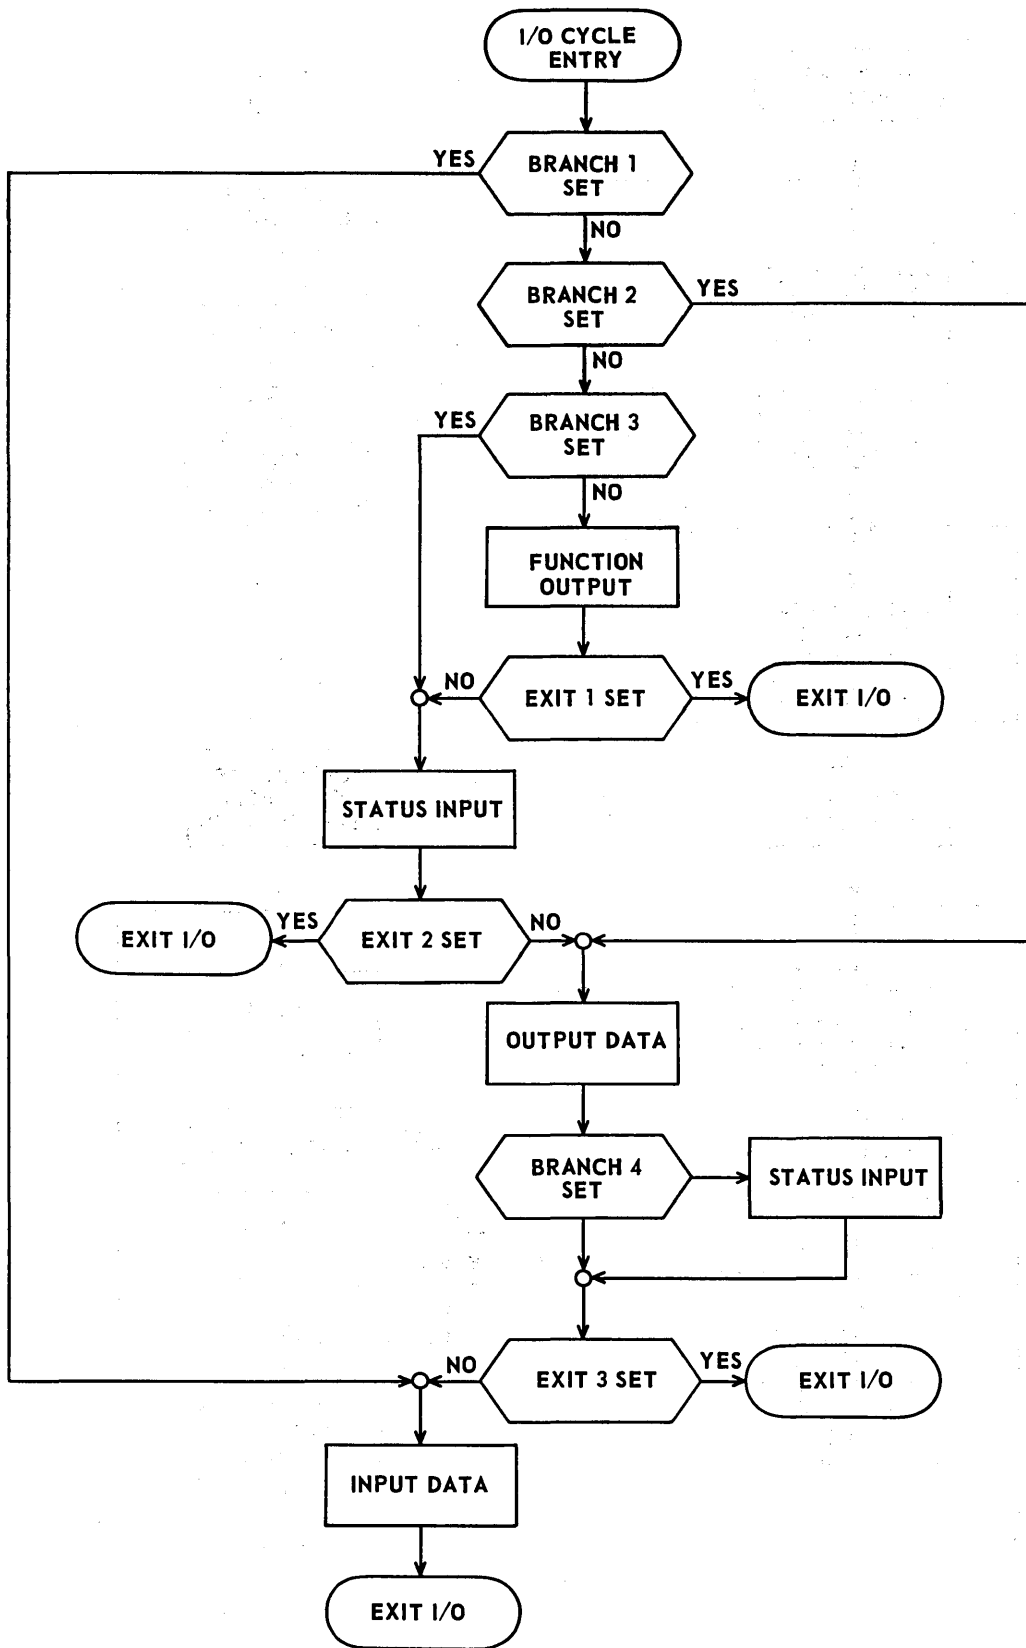 I/O CYCLE
ENTRY
YES
BRANCH 1
SET
NO
BRANCH 2
SET
YES
NO
YES
BRANCH 3
SET
NO
FUNCTION
OUTPUT
NO
EXIT 1 SET
YES
EXIT I/O
STATUS INPUT
EXIT I/O
YES
EXIT 2 SET
NO
OUTPUT DATA
BRANCH 4
SET
STATUS INPUT
NO
EXIT 3 SET
YES
EXIT I/O
INPUT DATA
EXIT I/O